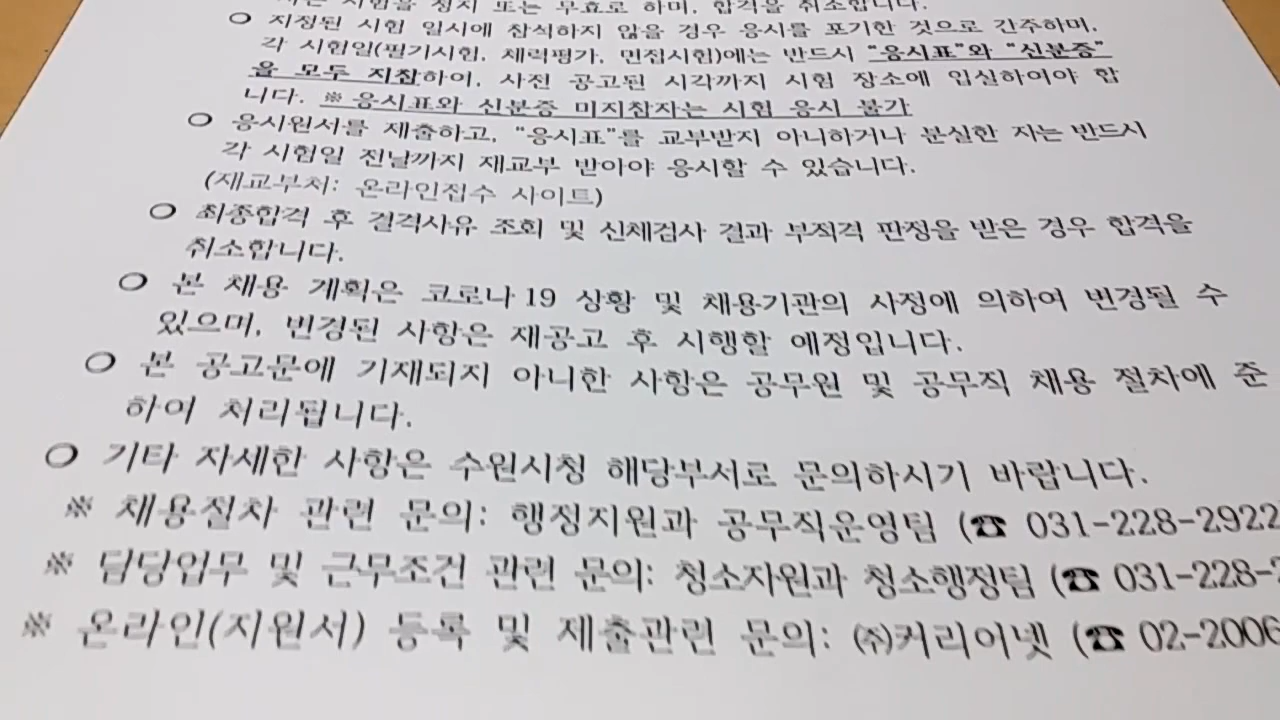 시험을 정지 또는 무효로 하며, 합격을 취소합니다.
○ 지정된 시험 일시에 참석하지 않을 경우 응시를 포기한 것으로 간주하며,
각 시험일(필기시험, 체력평가, 면접시험)에는 반드시 “응시표”와 “신분증”
을 모두 지참하여, 사전 공고된 시각까지 시험 장소에 입실하여야 합
니다. ※ 응시표와 신분증 미지참자는 시험 응시 불가
○ 응시원서를 제출하고, “응시표”를 교부받지 아니하거나 분실한 자는 반드시
각 시험일 전날까지 재교부 받아야 응시할 수 있습니다.
(재교부처: 온라인접수 사이트)
○ 최종합격 후 결격사유 조회 및 신체검사 결과 부적격 판정을 받은 경우 합격을
취소합니다.
○ 본 채용 계획은 코로나19 상황 및 채용기관의 사정에 의하여 변경될 수
있으며, 변경된 사항은 재공고 후 시행할 예정입니다.
○ 본 공고문에 기재되지 아니한 사항은 공무원 및 공무직 채용 절차에 준
하여 처리됩니다.
○ 기타 자세한 사항은 수원시청 해당부서로 문의하시기 바랍니다.
※ 채용절차 관련 문의: 행정지원과 공무직운영팀 (☎ 031-228-2922
※ 담당업무 및 근무조건 관련 문의: 청소자원과 청소행정팀 (☎ 031-228-
※ 온라인(지원서) 등록 및 제출관련 문의: ㈜커리어넷 (☎ 02-2006